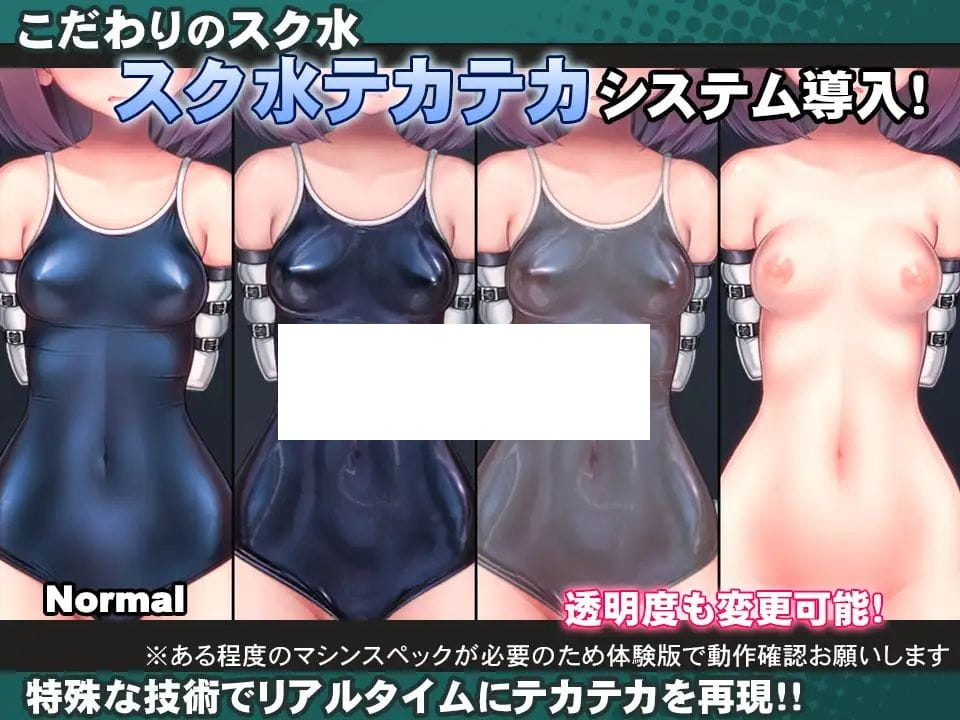 こだわりのスク水
スク水テカテカシステム導入!
Normal
透明度も変更可能!
※ある程度のマシンスペックが必要のため体験版で動作確認お願いします
特殊な技術でリアルタイムにテカテカを再現!!